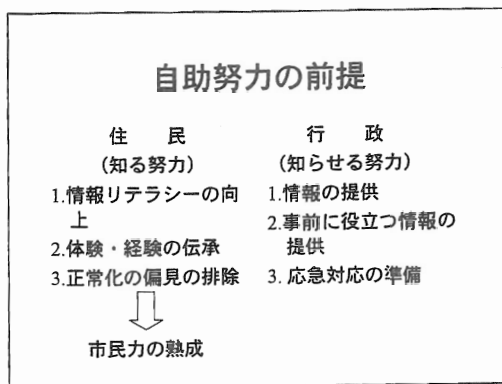 自助努力の前提
住　民
(知る努力)
1.情報リテラシーの向
上
2.体験・経験の伝承
3.正常化の偏見の排除
市民力の熟成
行　政
(知らせる努力)
1.情報の提供
2.事前に役立つ情報の
提供
3. 応急対応の準備